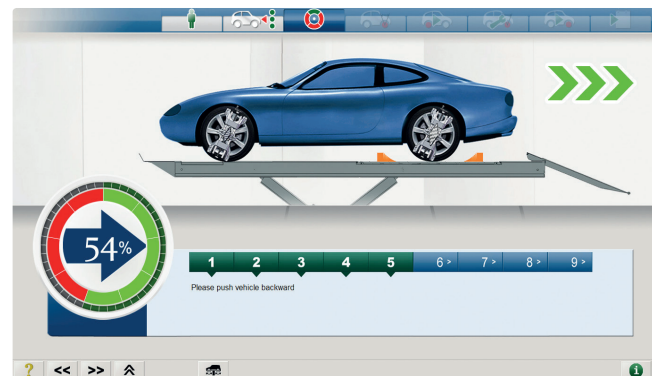 54%
1 2 3 4 5 6 > 7 > 8 > 9 >
Please push vehicle backward
? << >> i